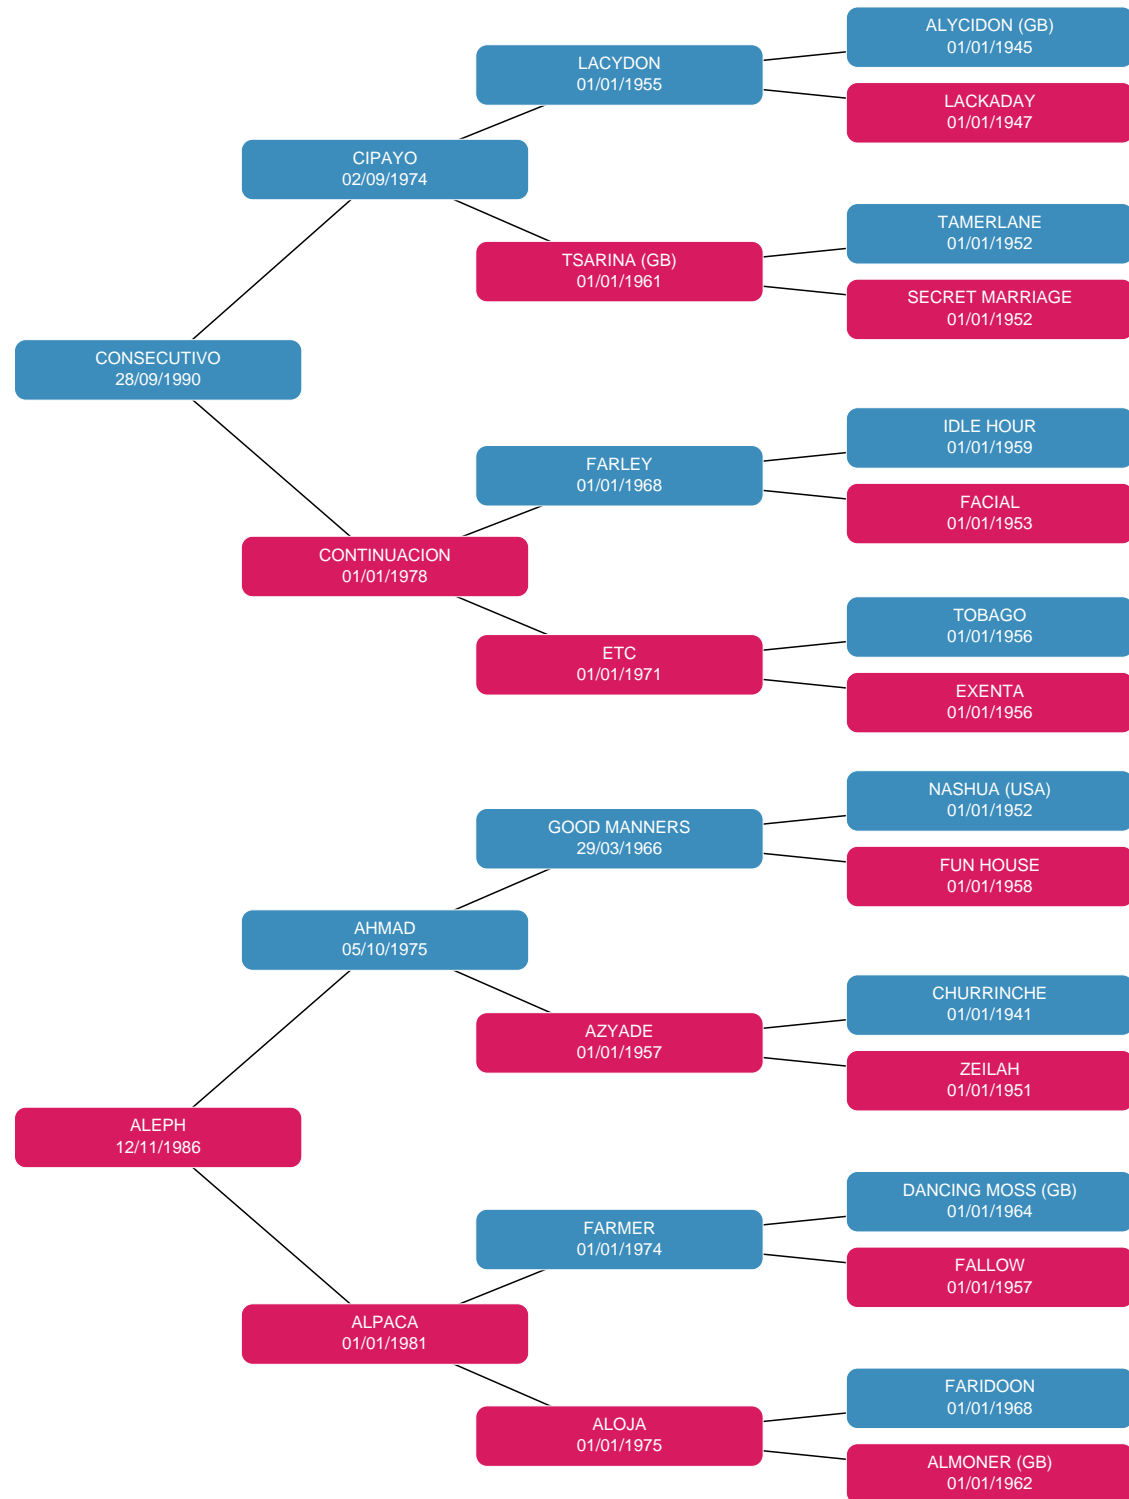 ALYCIDON (GB)
01/01/1945
LACYDON
01/01/1955
LACKADAY
01/01/1947
CIPAYO
02/09/1974
TAMERLANE
01/01/1952
TSARINA (GB)
01/01/1961
SECRET MARRIAGE
01/01/1952
CONSECUTIVO
28/09/1990
IDLE HOUR
01/01/1959
FARLEY
01/01/1968
FACIAL
01/01/1953
CONTINUACION
01/01/1978
TOBAGO
01/01/1956
ETC
01/01/1971
EXENTA
01/01/1956
NASHUA (USA)
01/01/1952
GOOD MANNERS
29/03/1966
FUN HOUSE
01/01/1958
AHMAD
05/10/1975
CHURRINCHE
01/01/1941
AZYADE
01/01/1957
ZEILAH
01/01/1951
ALEPH
12/11/1986
DANCING MOSS (GB)
01/01/1964
FARMER
01/01/1974
FALLOW
01/01/1957
ALPACA
01/01/1981
FARIDOON
01/01/1968
ALOJA
01/01/1975
ALMONER (GB)
01/01/1962